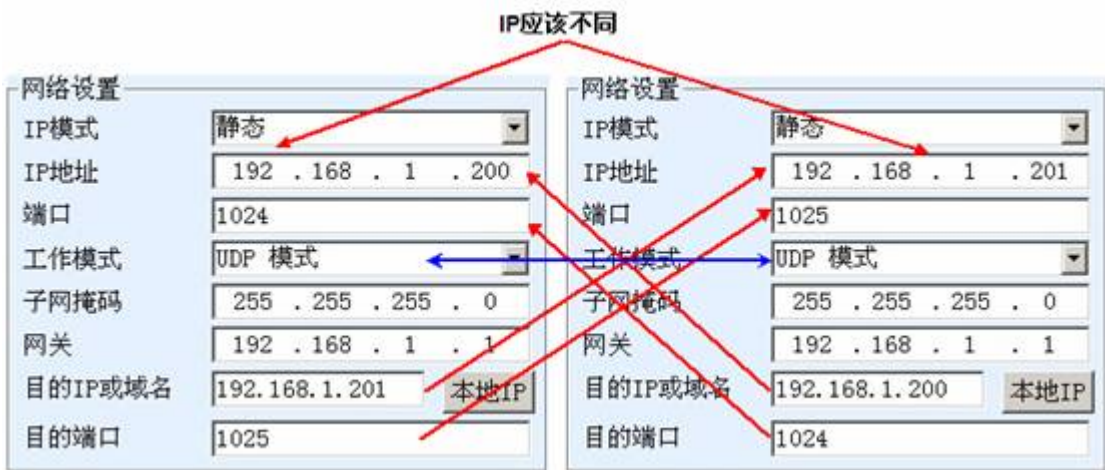 IP应该不同
网络设置
IP模式 静态
IP地址 192 .168 . 1 .200
端口 1024
工作模式 UDP 模式
子网掩码 255 .255 .255 . 0
网关 192 .168 . 1 . 1
目的IP或域名 192.168.1.201 本地IP
目的端口 1025
网络设置
IP模式 静态
IP地址 192 .168 . 1 .201
端口 1025
工作模式 UDP 模式
子网掩码 255 .255 .255 . 0
网关 192 .168 . 1 . 1
目的IP或域名 192.168.1.200 本地IP
目的端口 1024